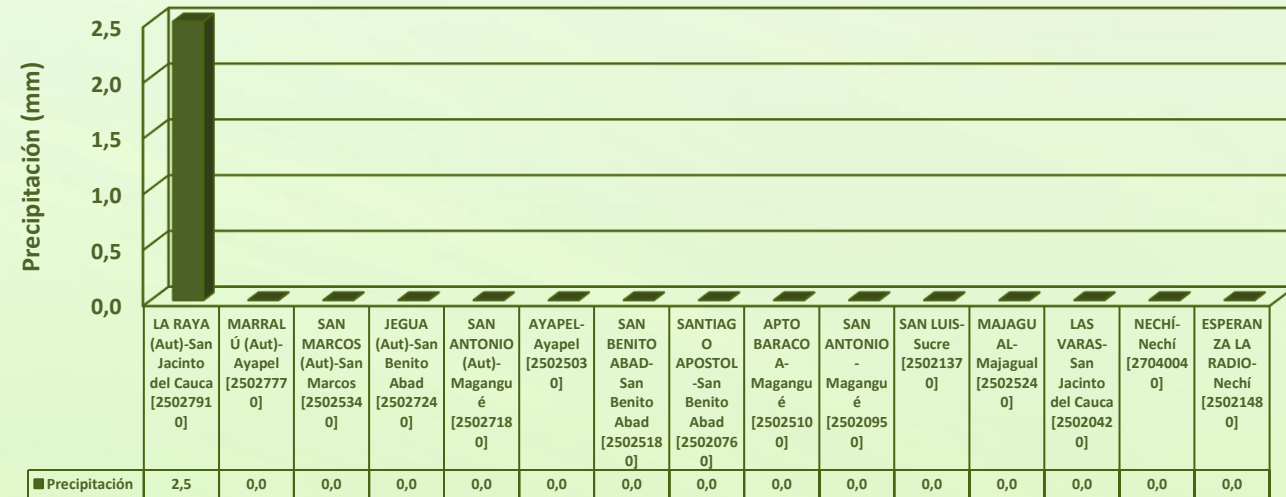 Precipitación (mm)
2,5
2,0
1,5
1,0
0,5
0,0
LA RAYA
(Aut)-San
Jacinto
del Cauca
[2502791
0]
MARRAL
Ú (Aut)-
Ayapel
[2502777
0]
SAN
MARCOS
(Aut)-San
Marcos
[2502534
0]
JEGUA
(Aut)-San
Benito
Abad
[2502724
0]
SAN
ANTONIO
(Aut)-
Magangu
é
[2502718
0]
AYAPEL-
Ayapel
[2502503
0]
SAN
BENITO
ABAD-
San
Benito
Abad
[2502518
0]
SANTIAG
O
APOSTOL
-San
Benito
Abad
[2502076
0]
APTO
BARACO
A-
Magangu
é
[2502510
0]
SAN
ANTONIO
-
Magangu
é
[2502095
0]
SAN LUIS-
Sucre
[2502137
0]
MAJAGU
AL-
Majagual
[2502524
0]
LAS
VARAS-
San
Jacinto
del Cauca
[2502042
0]
NECHÍ-
Nechí
[2704004
0]
ESPERAN
ZA LA
RADIO-
Nechí
[2502148
0]
Precipitación 2,5 0,0 0,0 0,0 0,0 0,0 0,0 0,0 0,0 0,0 0,0 0,0 0,0 0,0 0,0